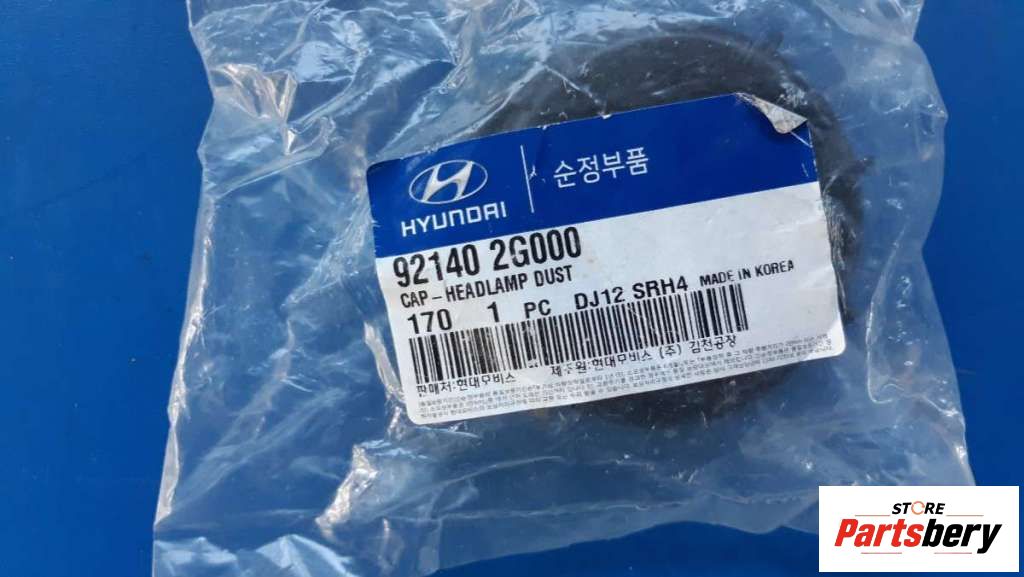 HYUNDAI
순정부품
92140 2G000
CAP - HEADLAMP DUST
170 1 PC DJ12 SRH4 MADE IN KOREA
판매처:현대모비스 제조원:현대모비스 (주) 김천공장
STORE
Partsbery